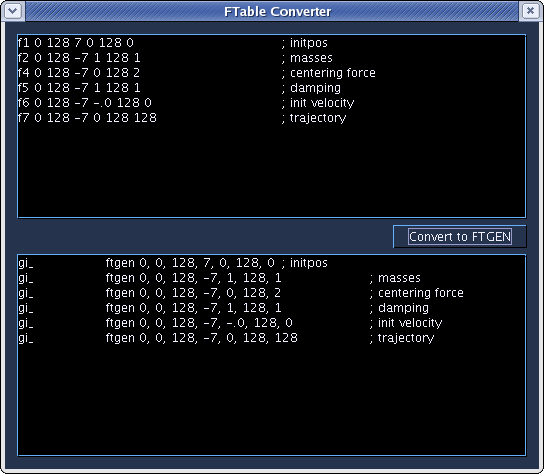 FTable Converter
f1 0 128 7 0 128 0 ; initpos
f2 0 128 -7 1 128 1 ; masses
f4 0 128 -7 0 128 2 ; centering force
f5 0 128 -7 1 128 1 ; damping
f6 0 128 -7 -.0 128 0 ; init velocity
f7 0 128 -7 0 128 128 ; trajectory
Convert to FTGEN
gi_ ftgen 0, 0, 128, 7, 0, 128, 0 ; initpos
gi_ ftgen 0, 0, 128, -7, 1, 128, 1 ; masses
gi_ ftgen 0, 0, 128, -7, 0, 128, 2 ; centering force
gi_ ftgen 0, 0, 128, -7, 1, 128, 1 ; damping
gi_ ftgen 0, 0, 128, -7, -.0, 128, 0 ; init velocity
gi_ ftgen 0, 0, 128, -7, 0, 128, 128 ; trajectory